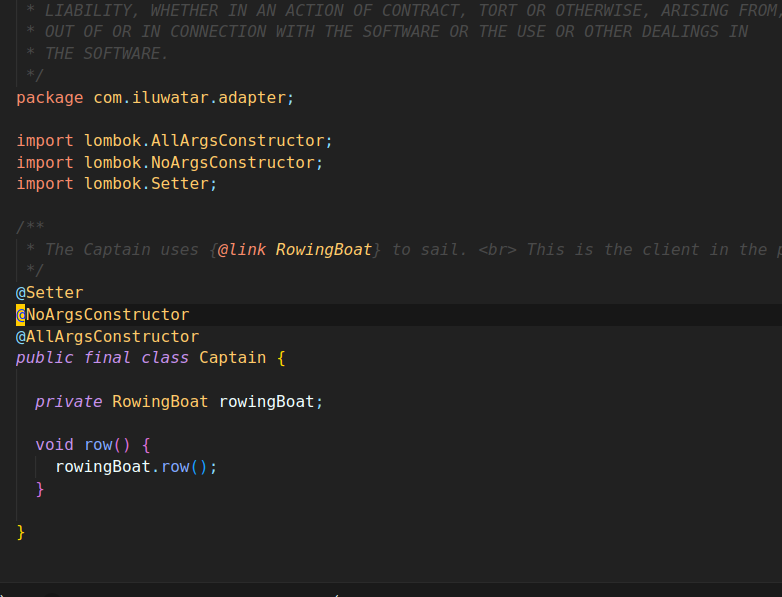 * LIABILITY, WHETHER IN AN ACTION OF CONTRACT, TORT OR OTHERWISE, ARISING FROM,
* OUT OF OR IN CONNECTION WITH THE SOFTWARE OR THE USE OR OTHER DEALINGS IN
* THE SOFTWARE.
*/
package com.iluwatar.adapter;
import lombok.AllArgsConstructor;
import lombok.NoArgsConstructor;
import lombok.Setter;
/**
* The Captain uses {@link RowingBoat} to sail. <br> This is the client in the
*/
@Setter
@NoArgsConstructor
@AllArgsConstructor
public final class Captain {
private RowingBoat rowingBoat;
void row() {
rowingBoat.row();
}
}